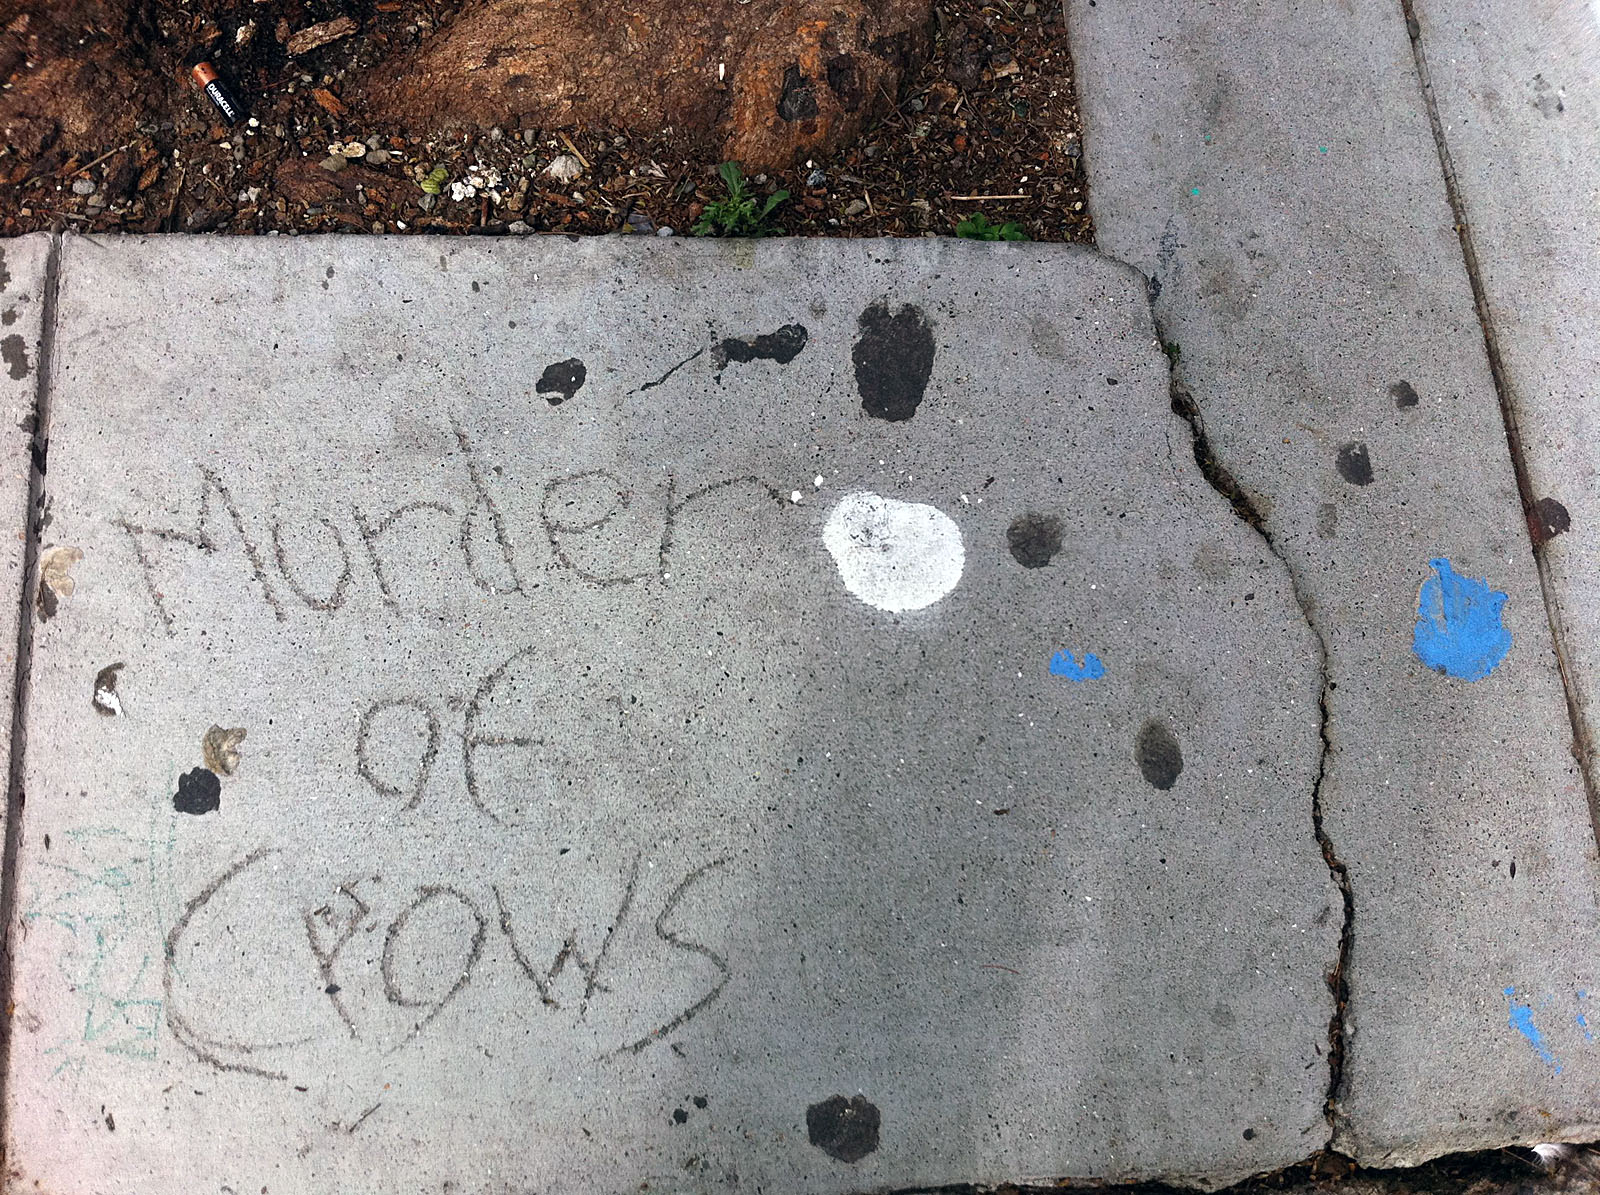 DURACELL
Murder
of
Crows